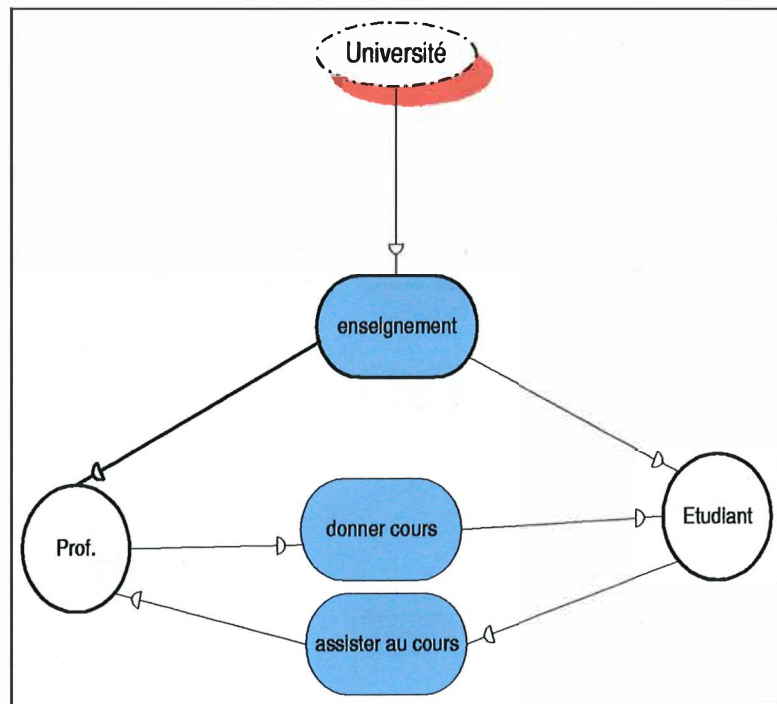 Université
enseignement
donner cours
Prof.
Etudiant
assister au cours